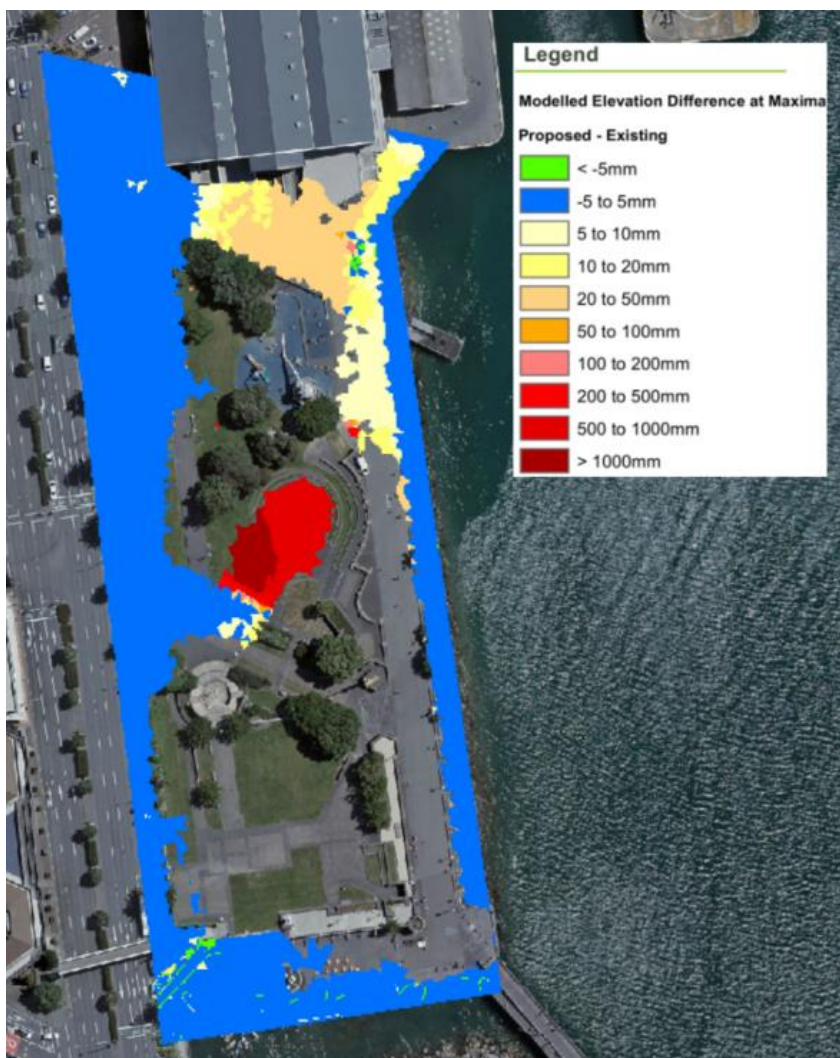 Legend
Modelled Elevation Difference at Maxima
Proposed - Existing
< -5mm
-5 to 5mm
5 to 10mm
10 to 20mm
20 to 50mm
50 to 100mm
100 to 200mm
200 to 500mm
500 to 1000mm
> 1000mm